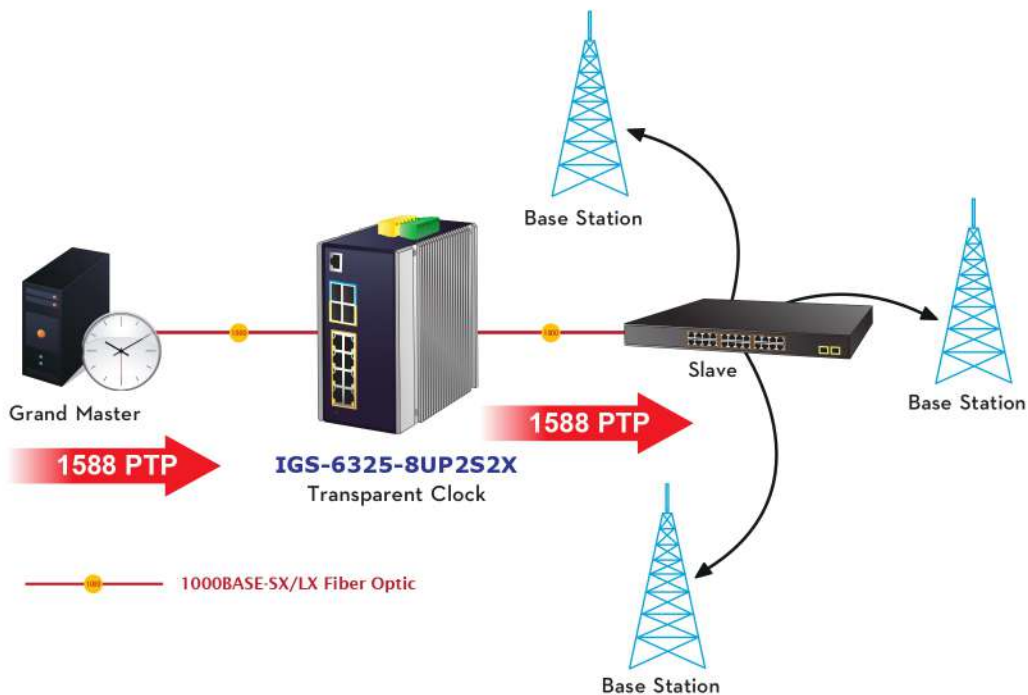 Base Station
Base Station
Slave
Grand Master
1588 PTP
1588 PTP
IGS-6325-8UP2S2X
Transparent Clock
1000BASE-SX/LX Fiber Optic
Base Station